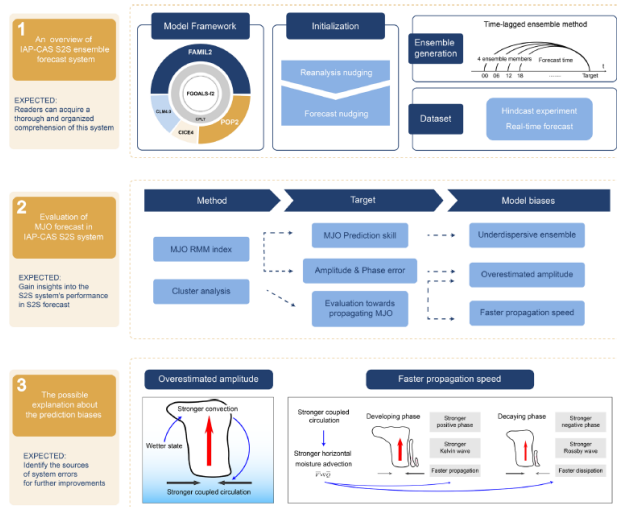 1
An overview of
IAP-CAS S2S ensemble
forecast system
EXPECTED:
Readers can acquire a
thorough and organized
comprehension of this system
Model Framework
FAMIL2
FGOALS-f2
CPL7
CLM4.0
CICE4
POP2
Initialization
Reanalysis nudging
Forecast nudging
Ensemble
generation
Time-lagged ensemble method
4 ensemble members
Forecast time
00 06 12 18
........
Target
t
Dataset
Hindcast experiment
Real-time forecast
2
Evaluation of
MJO forecast in
IAP-CAS S2S system
EXPECTED:
Gain insights into the
S2S system's performance
in S2S forecast
Method
Target
Model biases
MJO RMM index
Cluster analysis
MJO Prediction skill
Amplitude & Phase error
Evaluation towards
propagating MJO
Underdispersive ensemble
Overestimated amplitude
Faster propagation speed
3
The possible
explanation about
the prediction biases
EXPECTED:
Identify the sources
of system errors
for further improvements
Overestimated amplitude
Stronger convection
Wetter state
Stronger coupled circulation
Faster propagation speed
Stronger coupled
circulation
Stronger horizontal
moisture advection
Developing phase
Stronger
positive phase
Stronger
Kelvin wave
Faster propagation
Decaying phase
Stronger
negative phase
Stronger
Rossby wave
Faster dissipation